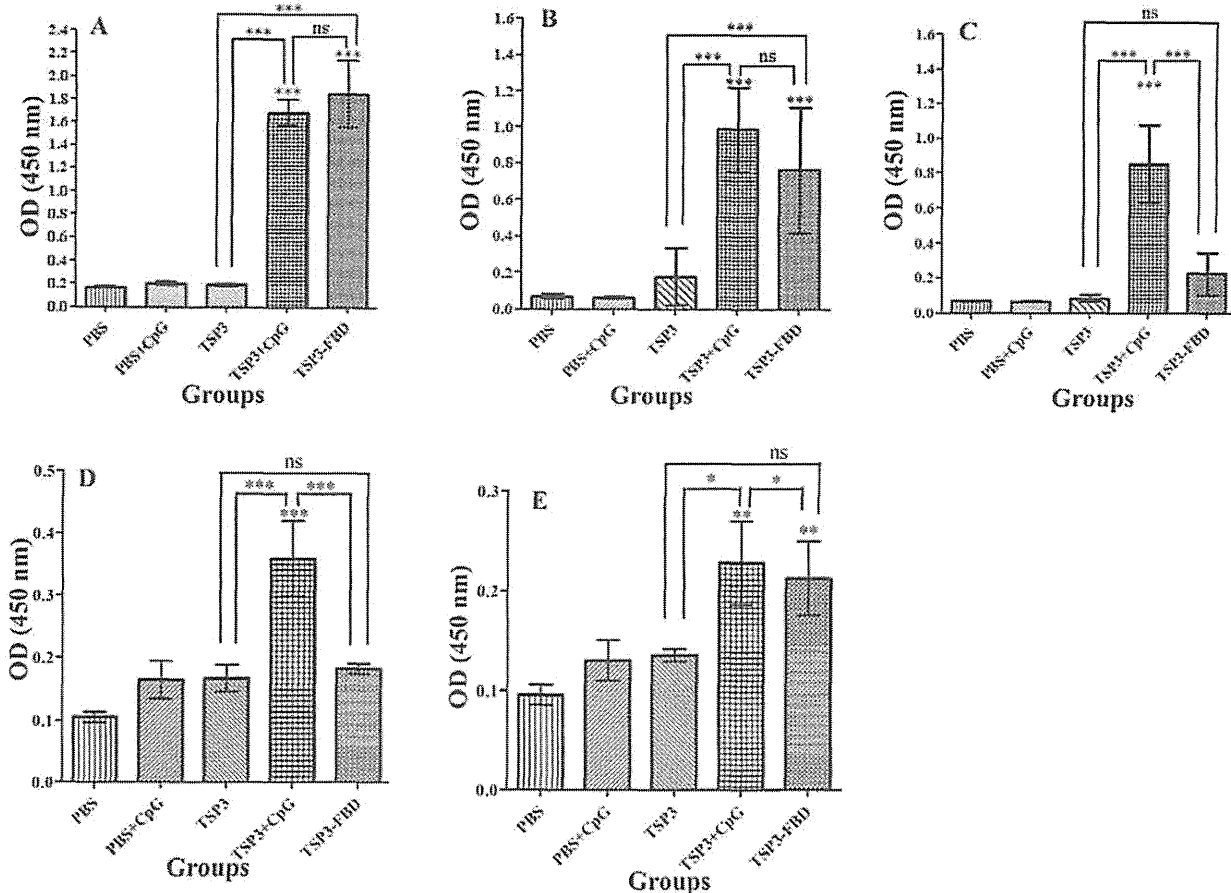 A
***
*** ns
***
***
OD (450 nm)
2.4
2.2
2.0
1.8
1.6
1.4
1.2
1.0
0.8
0.6
0.4
0.2
0.0
PBS
PBS+CpG
TSP3
TSP3+CpG
TSP3-FBD
Groups
B
***
*** ns
***
***
OD (450 nm)
1.6
1.4
1.2
1.0
0.8
0.6
0.4
0.2
0.0
PBS
PBS+CpG
TSP3
TSP3+CpG
TSP3-FBD
Groups
C
ns
*** ***
***
OD (450 nm
1.6
1.4
1.2
1.0
0.8
0.6
0.4
0.2
0.0
PBS
PBS+CpG
TSP3
TSP3+CpG
TSP3-FBD
Groups
D
ns
*** ***
***
OD (450 nm)
0.5
0.4
0.3
0.2
0.1
0.0
PBS
PBS+CpG
TSP3
TSP3+CpG
TSP3-FBD
Groups
E
ns
* *
**
**
OD (450 nm)
0.3
0.2
0.1
0.0
PBS
PBS+CpG
TSP3
TSP3+CpG
TSP3-FBD
Groups